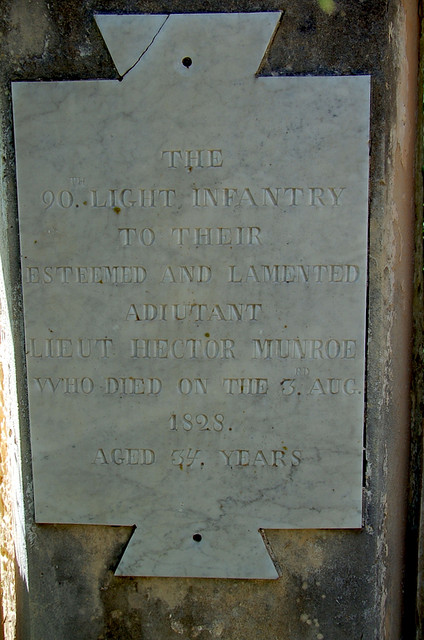 THE
90TH. LIGHT INFANTRY
TO THEIR
ESTEEMED AND LAMENTED
ADIUTANT
LIEUT HECTOR MUNROE
WHO DIED ON THE 3RD. AUG.
1828.
AGED 34. YEARS